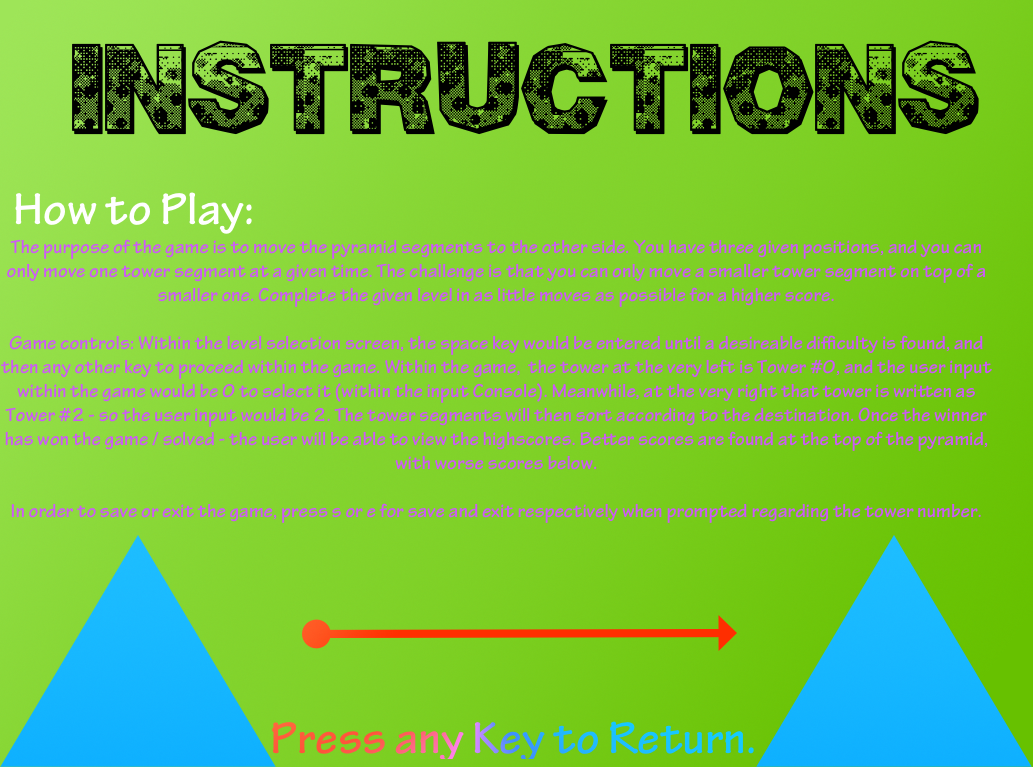 INSTRUCTIONS
How to Play:
The purpose of the game is to move the pyramid segments to the other side. You have three given positions, and you can
only move one tower segment at a given time. The challenge is that you can only move a smaller tower segment on top of a
smaller one. Complete the given level in as little moves as possible for a higher score.
Game controls: Within the level selection screen, the space key would be entered until a desireable difficulty is found, and
then any other key to proceed within the game. Within the game, the tower at the very left is Tower #0, and the user input
within the game would be 0 to select it (within the input Console). Meanwhile, at the very right that tower is written as
Tower #2 - so the user input would be 2. The tower segments will then sort according to the destination. Once the winner
has won the game / solved - the user will be able to view the highscores. Better scores are found at the top of the pyramid,
with worse scores below.
In order to save or exit the game, press s or e for save and exit respectively when prompted regarding the tower number
Press any Key to Return.